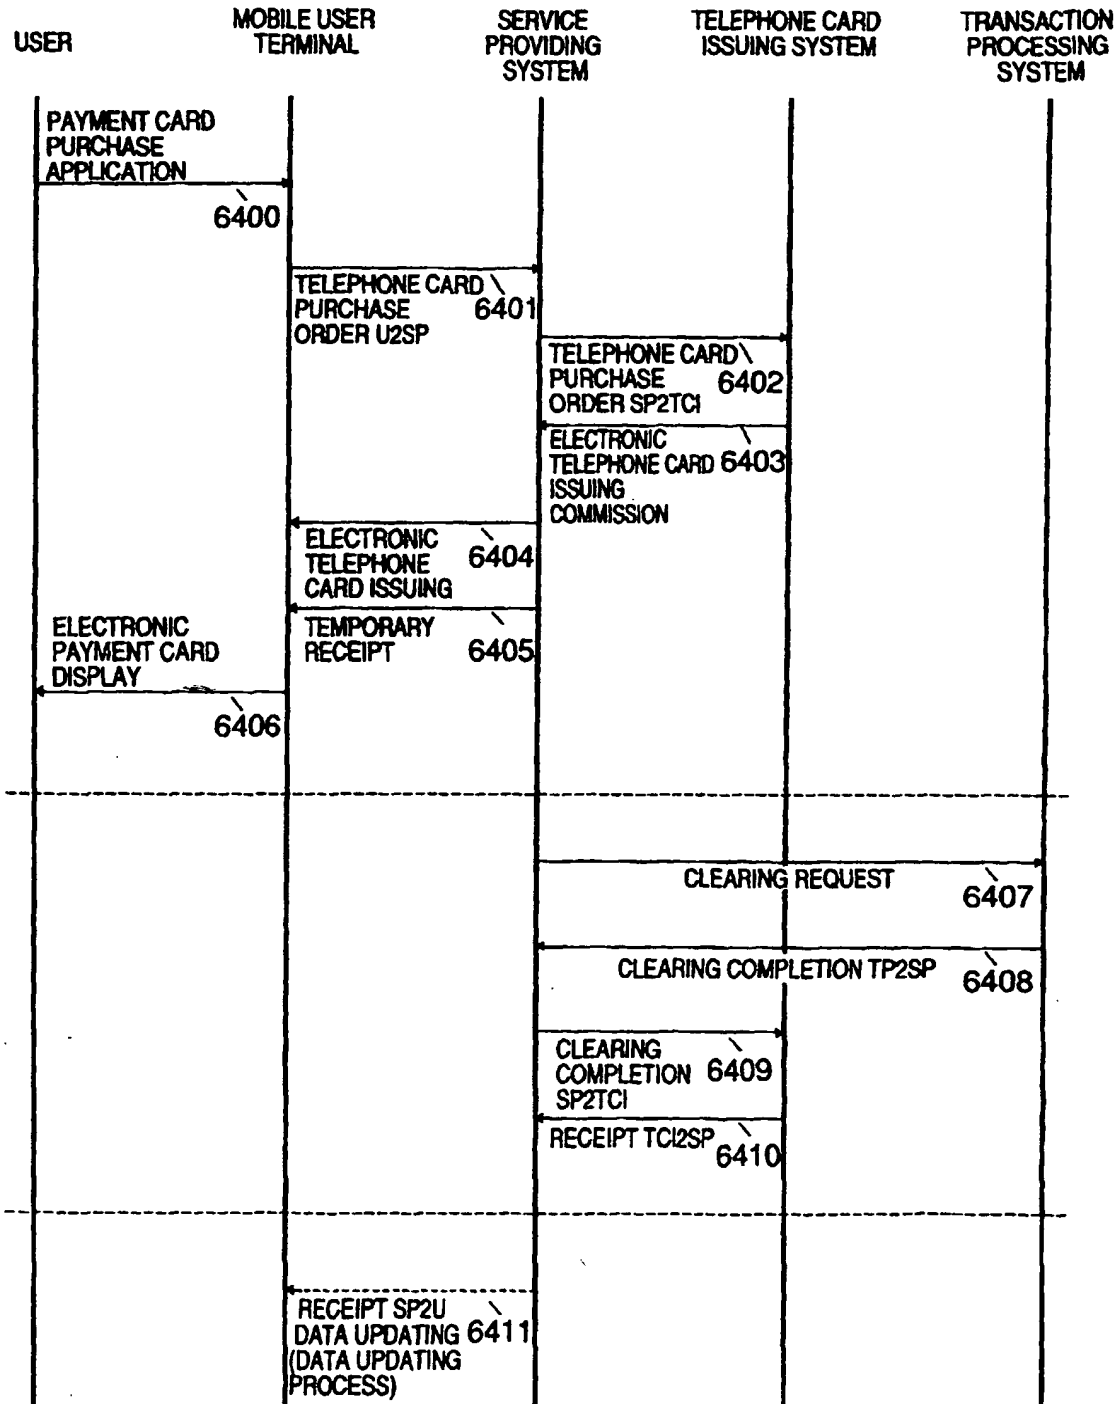 USER
MOBILE USER
TERMINAL
SERVICE
PROVIDING
SYSTEM
TELEPHONE CARD
ISSUING SYSTEM
TRANSACTION
PROCESSING
SYSTEM
PAYMENT CARD
PURCHASE
APPLICATION
6400
TELEPHONE CARD
PURCHASE
ORDER U2SP
6401
TELEPHONE CARD
PURCHASE
ORDER SP2TCI
6402
ELECTRONIC
TELEPHONE CARD
ISSUING
COMMISSION
6403
ELECTRONIC
TELEPHONE
CARD ISSUING
6404
TEMPORARY
RECEIPT
6405
ELECTRONIC
PAYMENT CARD
DISPLAY
6406
CLEARING REQUEST
6407
CLEARING COMPLETION TP2SP
6408
CLEARING
COMPLETION
SP2TCI
6409
RECEIPT TCI2SP
6410
RECEIPT SP2U
DATA UPDATING
(DATA UPDATING
PROCESS)
6411